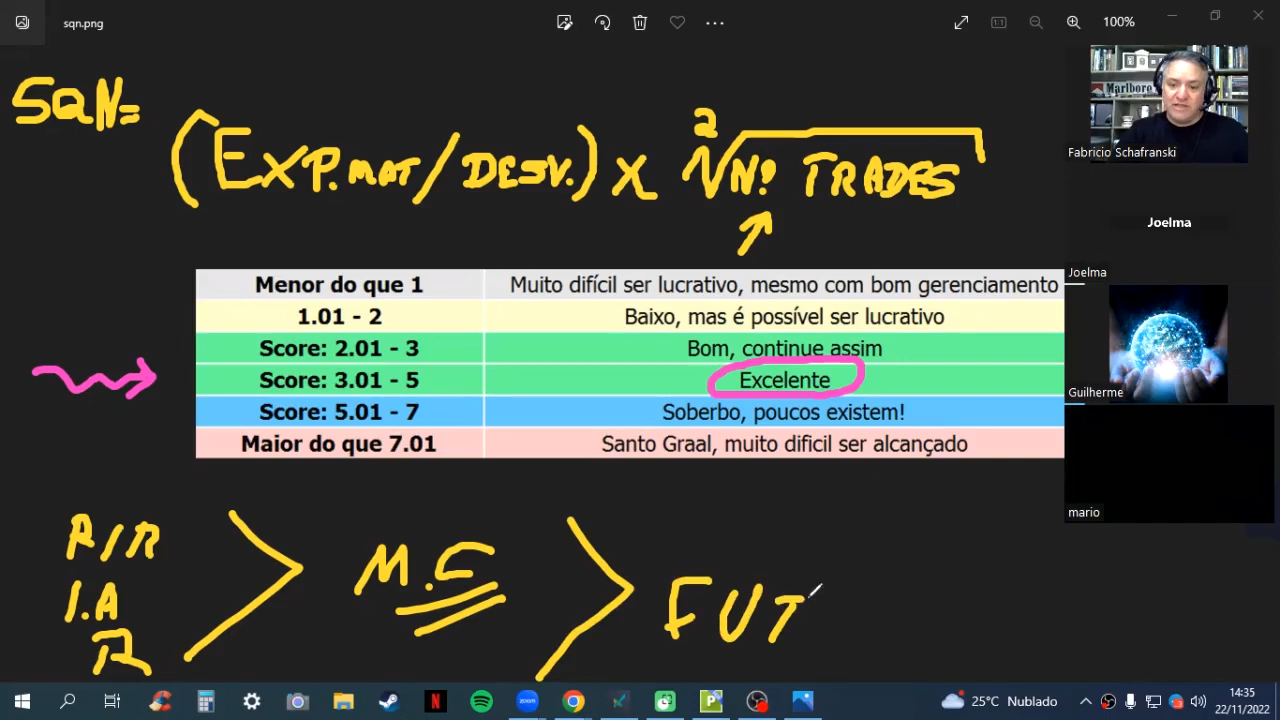 sqn.png
100%
SQN=
(EXP.MAT/DESV.) X 2√Nº TRADES
Marlboro
Fabricio Schafranski
Joelma
Joelma
Guilherme
mario
Menor do que 1 Muito difícil ser lucrativo, mesmo com bom gerenciamento
1.01 - 2 Baixo, mas é possível ser lucrativo
Score: 2.01 - 3 Bom, continue assim
Score: 3.01 - 5 Excelente
Score: 5.01 - 7 Soberbo, poucos existem!
Maior do que 7.01 Santo Graal, muito dificil ser alcançado
R/R
I.A
R
M.C
FUT
zoom
25°C Nublado
14:35
22/11/2022